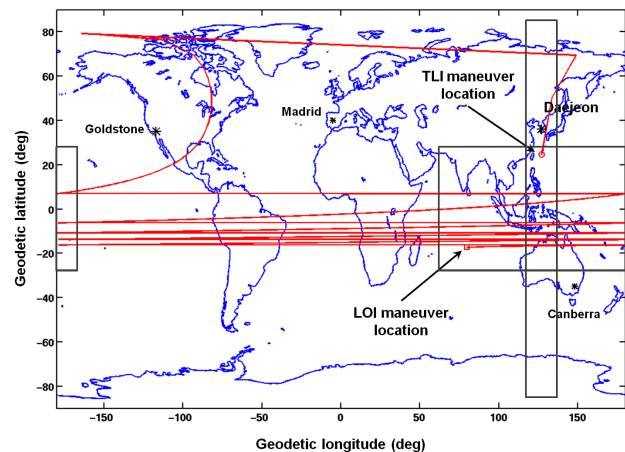 80
60
40
20
0
−20
−40
−60
−80
Geodetic latitude (deg)
TLI maneuver
location
Daejeon
Madrid
Goldstone
LOI maneuver
location
Canberra
−150
−100
−50
0
50
100
150
Geodetic longitude (deg)